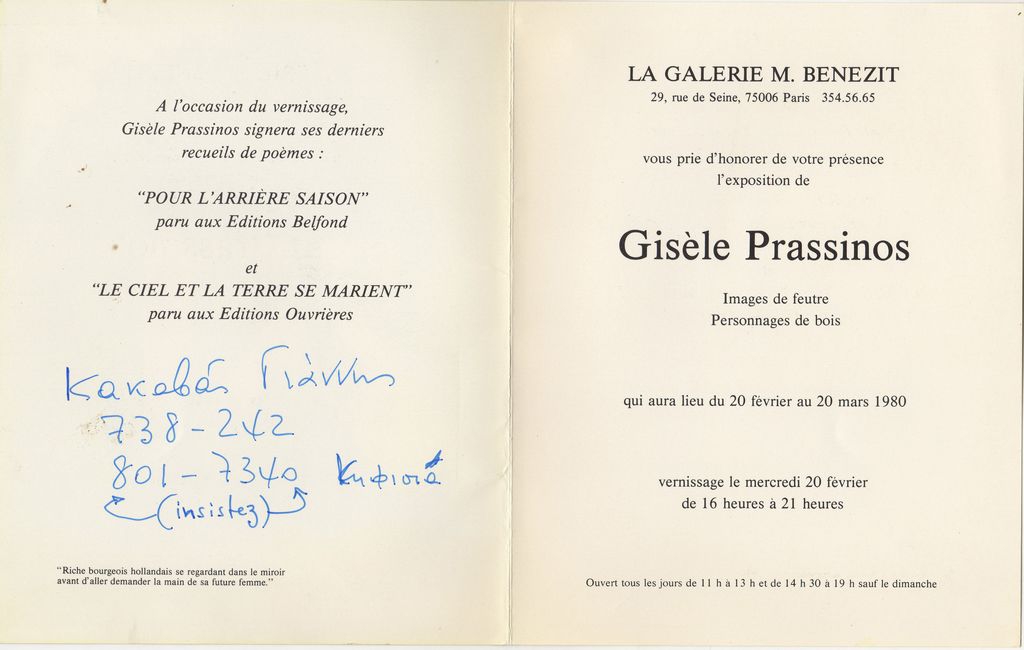 A l'occasion du vernissage,
Gisèle Prassinos signera ses derniers
recueils de poèmes :
“POUR L'ARRIÈRE SAISON”
paru aux Editions Belfond
et
“LE CIEL ET LA TERRE SE MARIENT”
paru aux Editions Ouvrières
Κακαβάς Γιάννης
738-242
801-7340 Κηφισιά
(insistez)
“Riche bourgeois hollandais se regardant dans le miroir
avant d'aller demander la main de sa future femme.”
LA GALERIE M. BENEZIT
29, rue de Seine, 75006 Paris 354.56.65
vous prie d'honorer de votre présence
l'exposition de
Gisèle Prassinos
Images de feutre
Personnages de bois
qui aura lieu du 20 février au 20 mars 1980
vernissage le mercredi 20 février
de 16 heures à 21 heures
Ouvert tous les jours de 11 h à 13 h et de 14 h 30 à 19 h sauf le dimanche